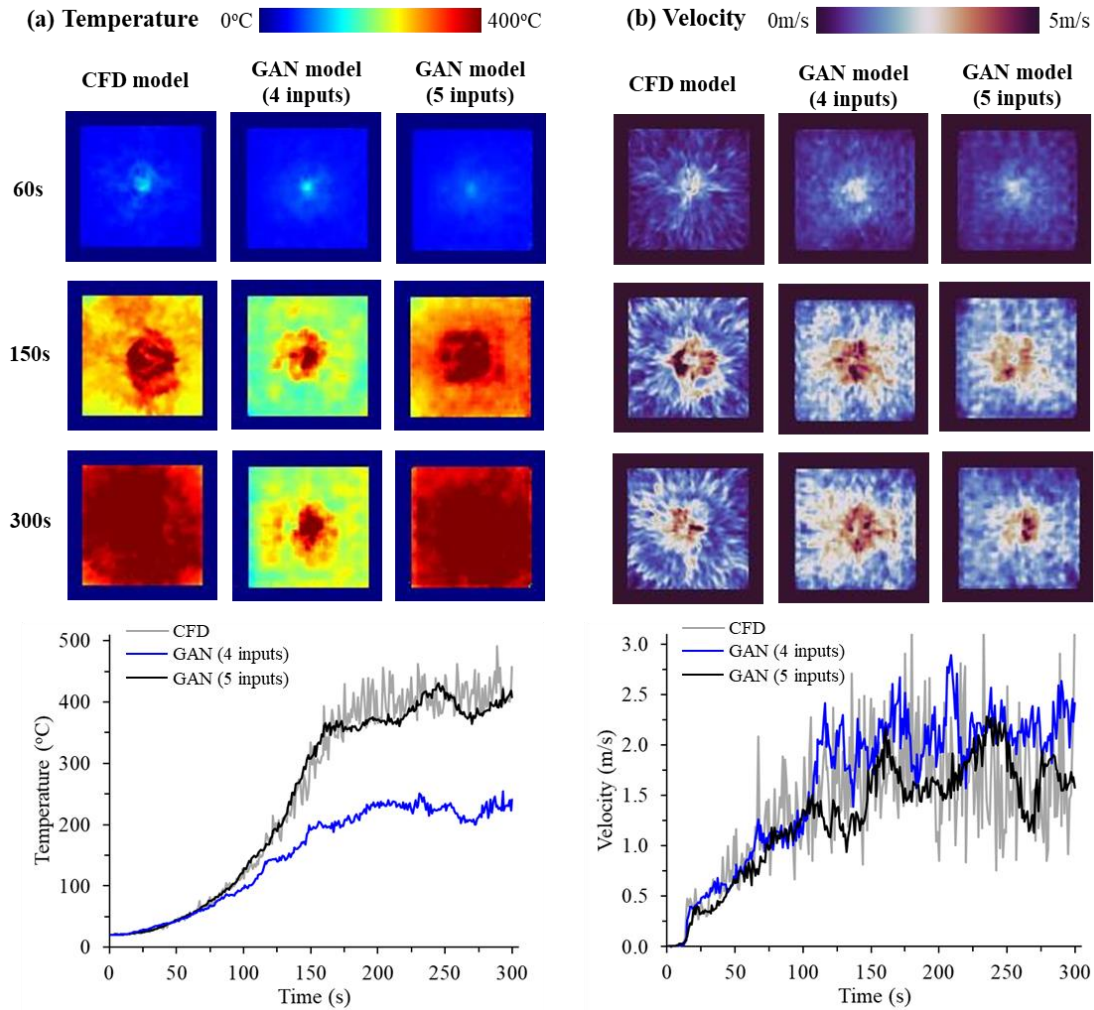 (a) Temperature 0°C 400°C
CFD model
GAN model
(4 inputs)
GAN model
(5 inputs)
60s
150s
300s
CFD
GAN (4 inputs)
GAN (5 inputs)
500
400
300
200
100
0
Temperature (°C)
0 50 100 150 200 250 300
Time (s)
(b) Velocity 0m/s 5m/s
CFD model
GAN model
(4 inputs)
GAN model
(5 inputs)
CFD
GAN (4 inputs)
GAN (5 inputs)
3.0
2.5
2.0
1.5
1.0
0.5
0.0
Velocity (m/s)
0 50 100 150 200 250 300
Time (s)